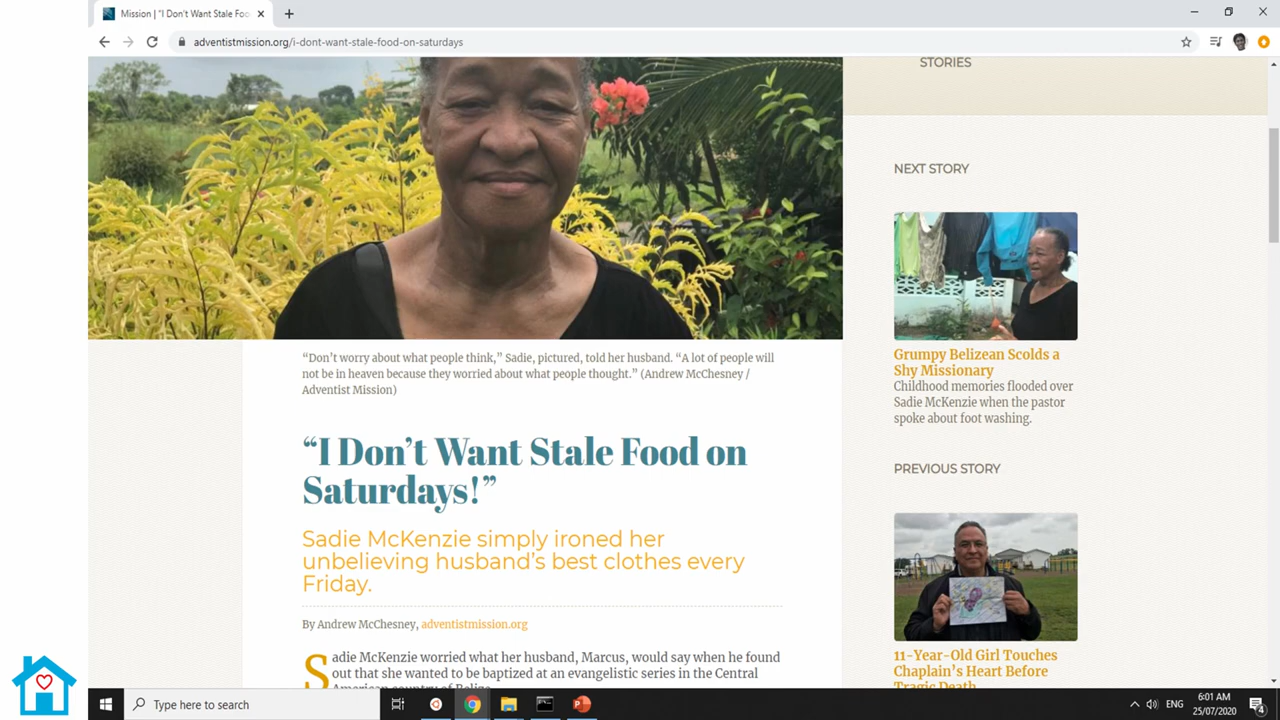 Mission | "I Don't Want Stale Foo
adventistmission.org/i-dont-want-stale-food-on-saturdays
“Don’t worry about what people think,” Sadie, pictured, told her husband. “A lot of people will
not be in heaven because they worried about what people thought.” (Andrew McChesney /
Adventist Mission)
“I Don’t Want Stale Food on
Saturdays!”
Sadie McKenzie simply ironed her
unbelieving husband’s best clothes every
Friday.
By Andrew McChesney, adventistmission.org
Sadie McKenzie worried what her husband, Marcus, would say when he found
out that she wanted to be baptized at an evangelistic series in the Central
American country of Belize
STORIES
NEXT STORY
Grumpy Belizean Scolds a
Shy Missionary
Childhood memories flooded over
Sadie McKenzie when the pastor
spoke about foot washing.
PREVIOUS STORY
11-Year-Old Girl Touches
Chaplain’s Heart Before
Tragic Death
Type here to search
ENG
6:01 AM
25/07/2020
4